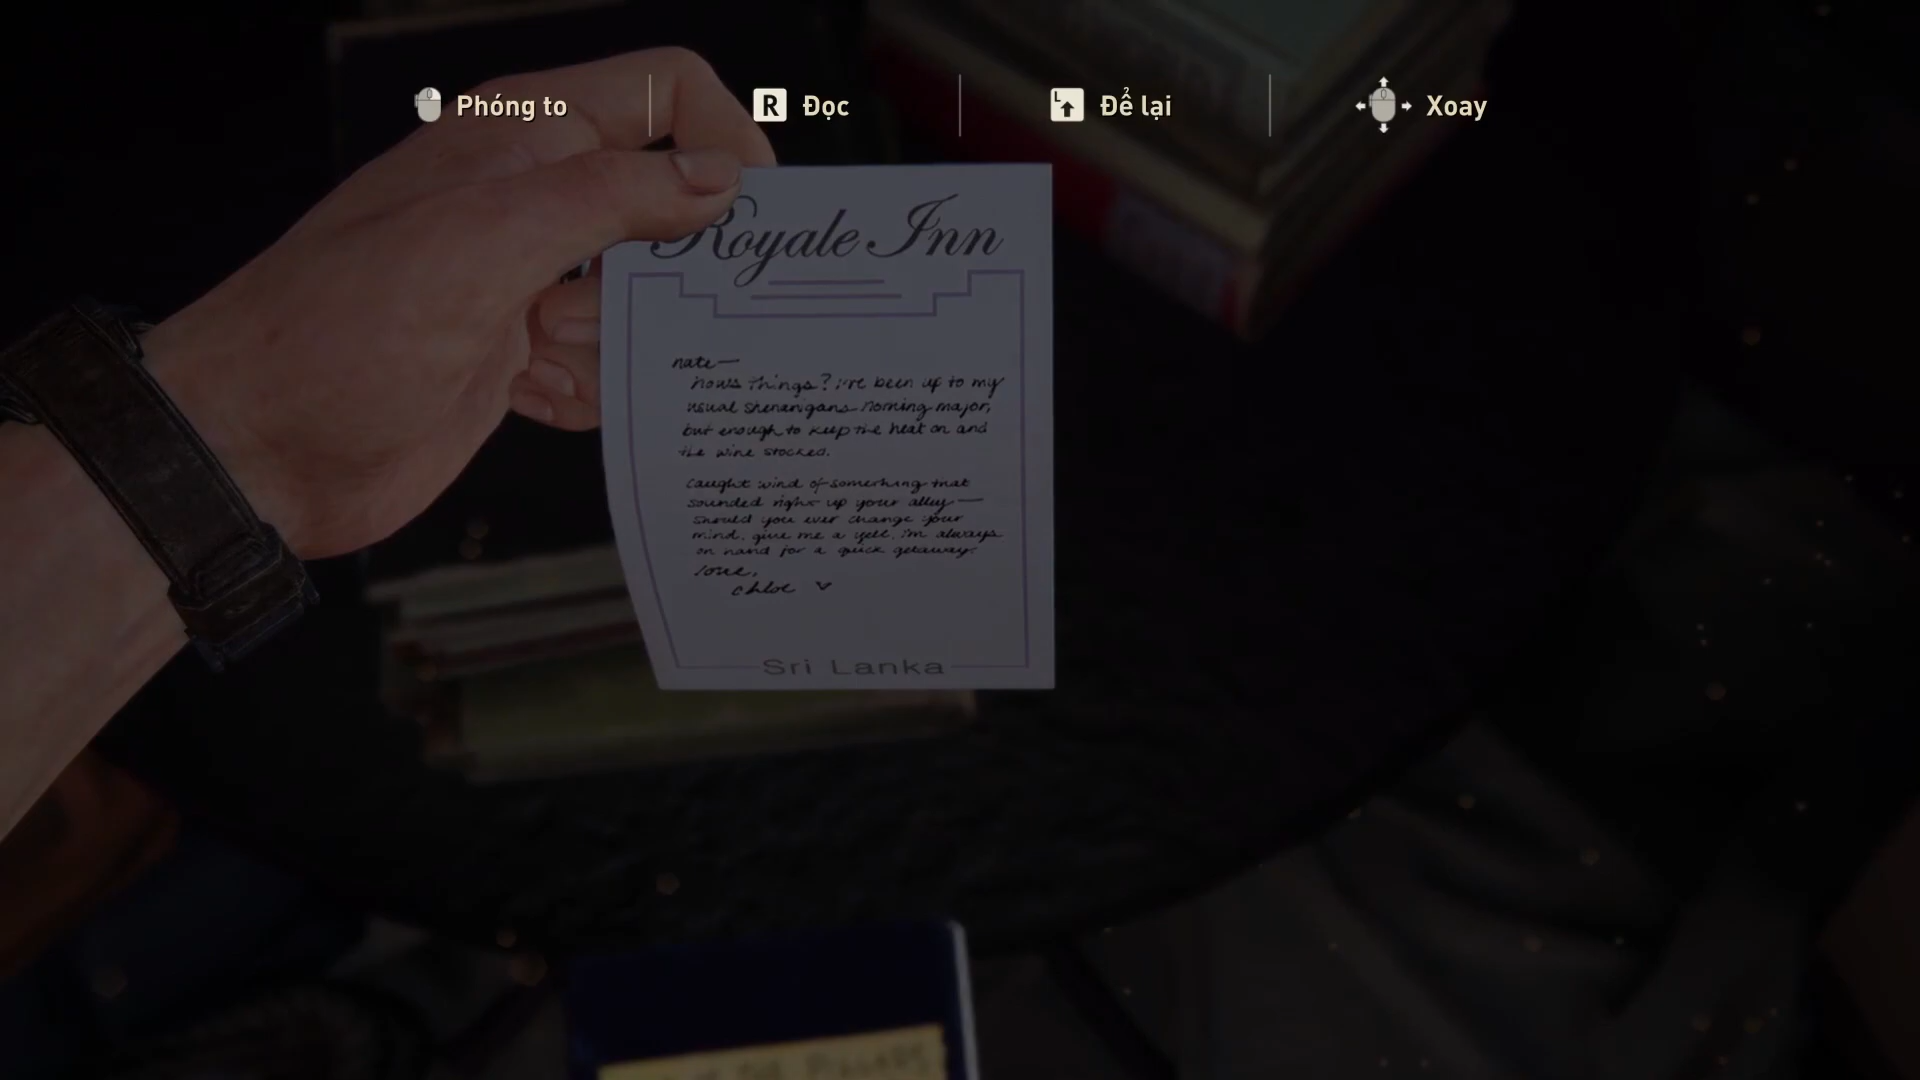 Phóng to
R Đọc
L Để lại
Xoay
Royale Inn
nate—
hows things? I've been up to my
usual shenanigans. Nothing major,
but enough to keep the heat on and
the wine stocked.
Caught wind of something that
sounded right up your alley—
should you ever change your
mind, give me a yell. I'm always
on hand for a quick getaway.
love,
chloe
Sri Lanka